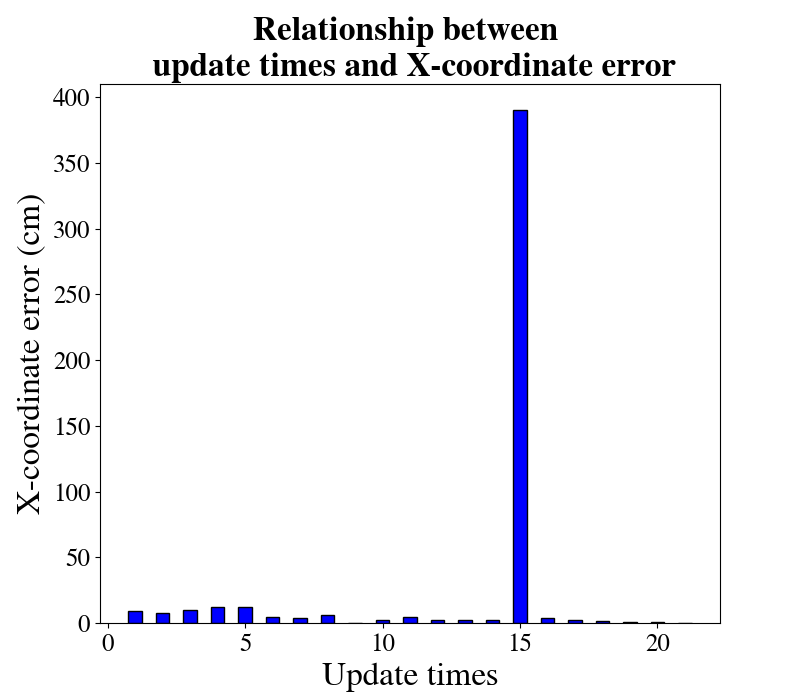 Relationship between
update times and X-coordinate error
400
350
300
250
200
150
100
50
0
X-coordinate error (cm)
0 5 10 15 20
Update times